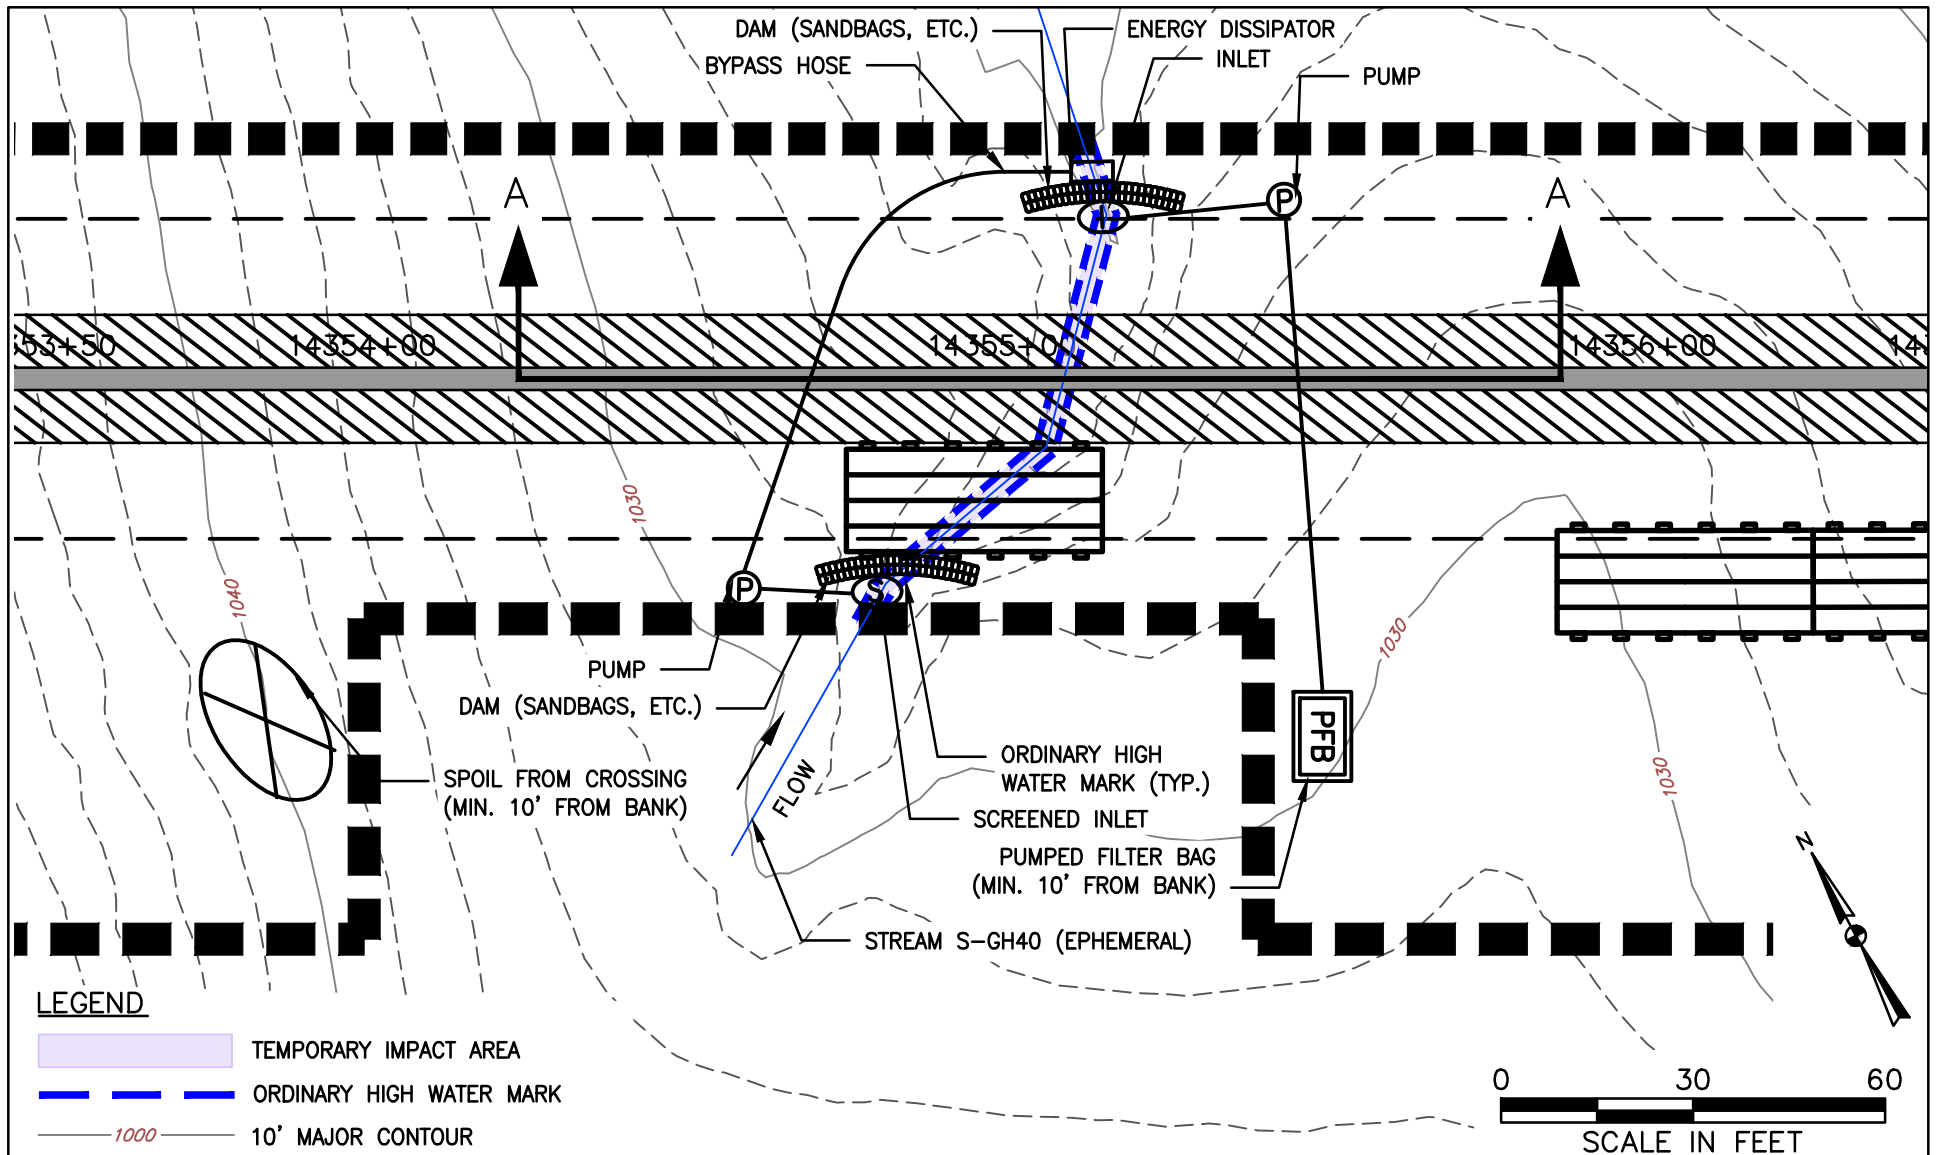 DAM (SANDBAGS, ETC.)
ENERGY DISSIPATOR
BYPASS HOSE
INLET
PUMP
A
A
P
I
53+50
14354+00
14355+0
14356+00
14
1030
1040
P
S
PUMP
DAM (SANDBAGS, ETC.)
1030
PFB
SPOIL FROM CROSSING
(MIN. 10' FROM BANK)
FLOW
ORDINARY HIGH
WATER MARK (TYP.)
SCREENED INLET
1030
PUMPED FILTER BAG
(MIN. 10' FROM BANK)
STREAM S-GH40 (EPHEMERAL)
N
LEGEND
TEMPORARY IMPACT AREA
ORDINARY HIGH WATER MARK
1000
10' MAJOR CONTOUR
0 30 60
SCALE IN FEET